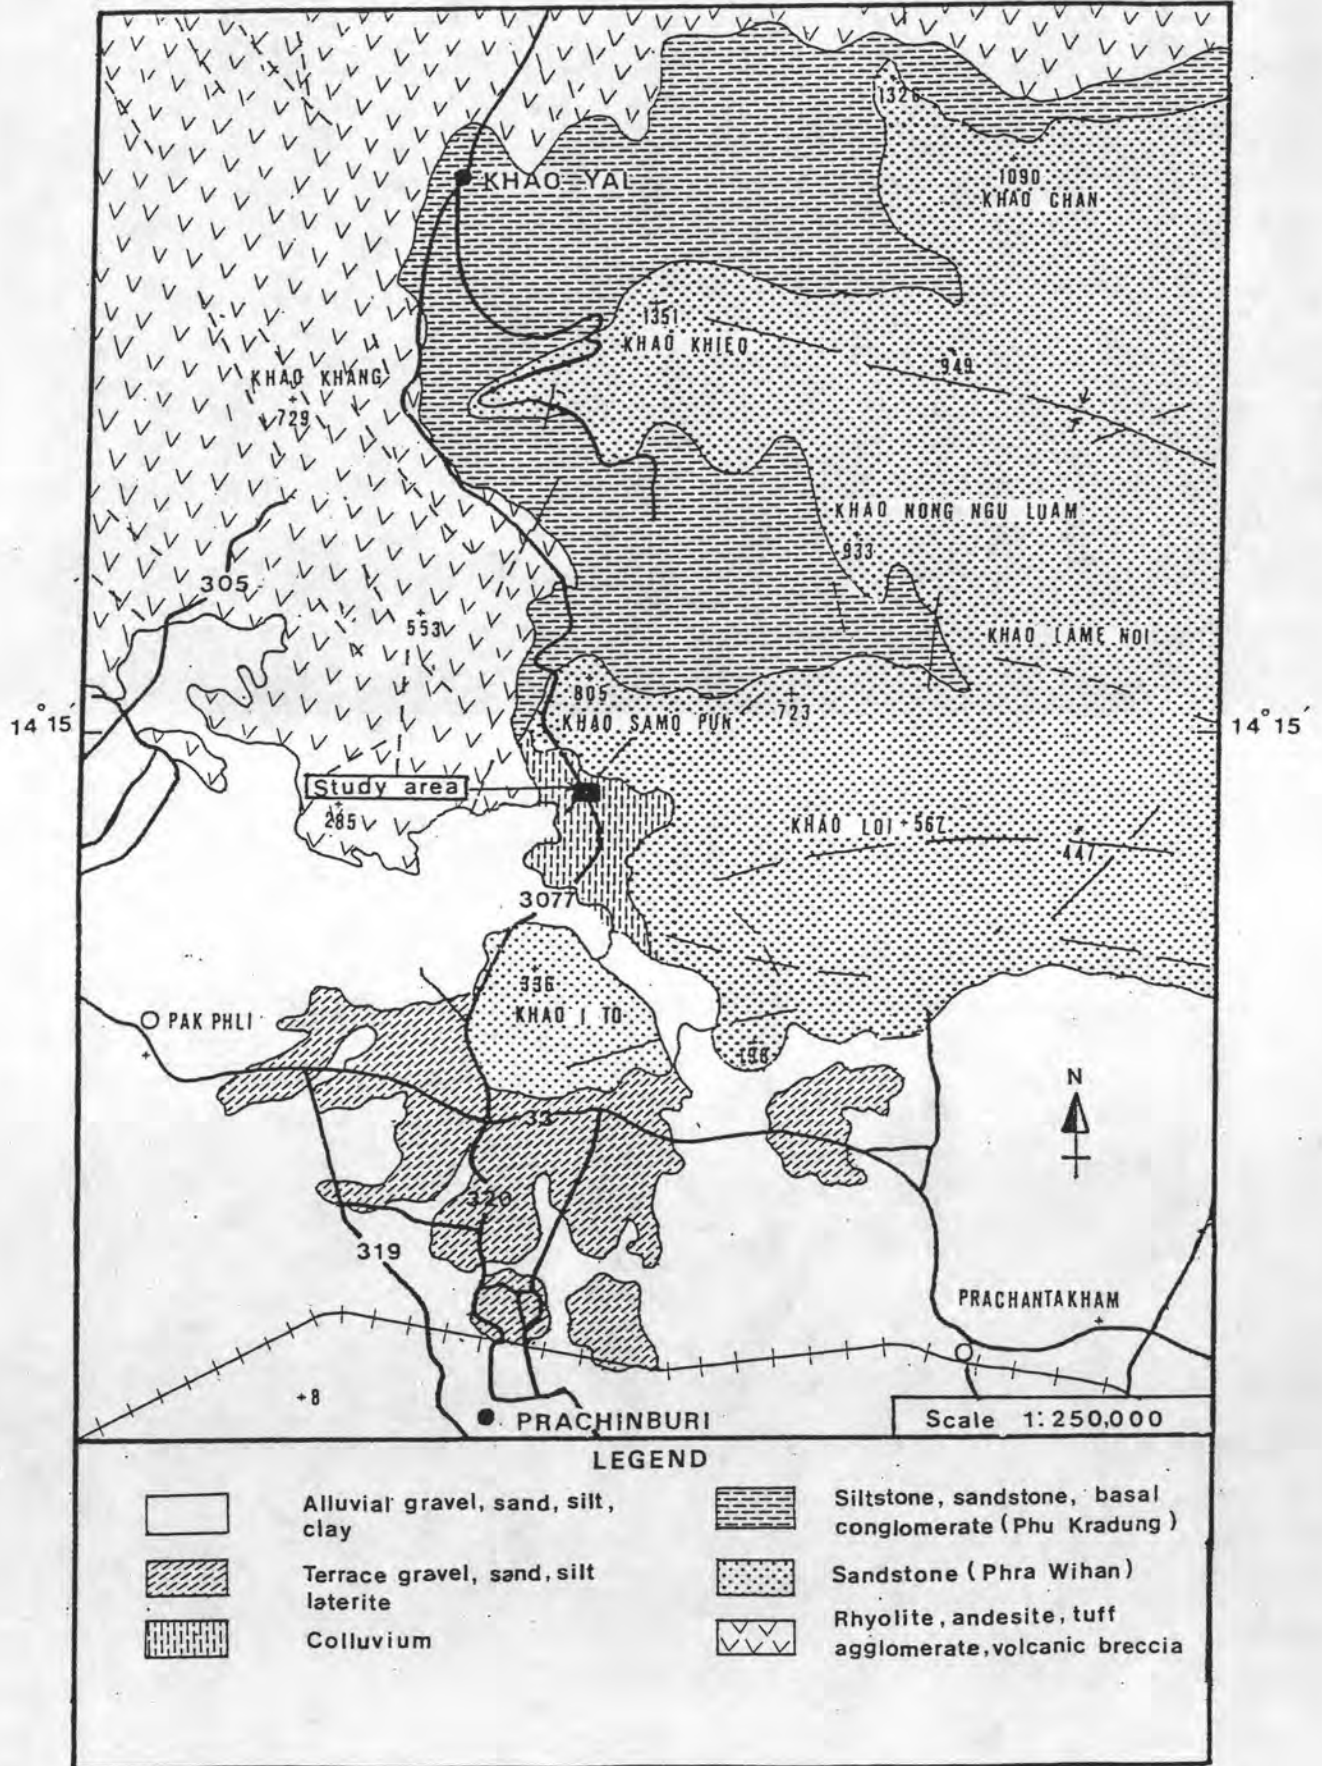 1326
KHAO YAI
1090
KHAO CHAN
1351
KHAO KHIEO
949
KHAO KHANG
729
KHAO NONG NGU LUAM
933
305
553
KHAO LAME NOI
805
723
KHAO SAMO PUN
14°15′
14°15′
Study area
285
KHAO LOI
567
447
3077
336
KHAO I TO
PAK PHLI
198
N
33
320
319
PRACHANTAKHAM
8
PRACHINBURI
Scale 1:250,000
LEGEND
Alluvial gravel, sand, silt,
clay
Terrace gravel, sand, silt
laterite
Colluvium
Siltstone, sandstone, basal
conglomerate (Phu Kradung)
Sandstone (Phra Wihan)
Rhyolite, andesite, tuff
agglomerate, volcanic breccia